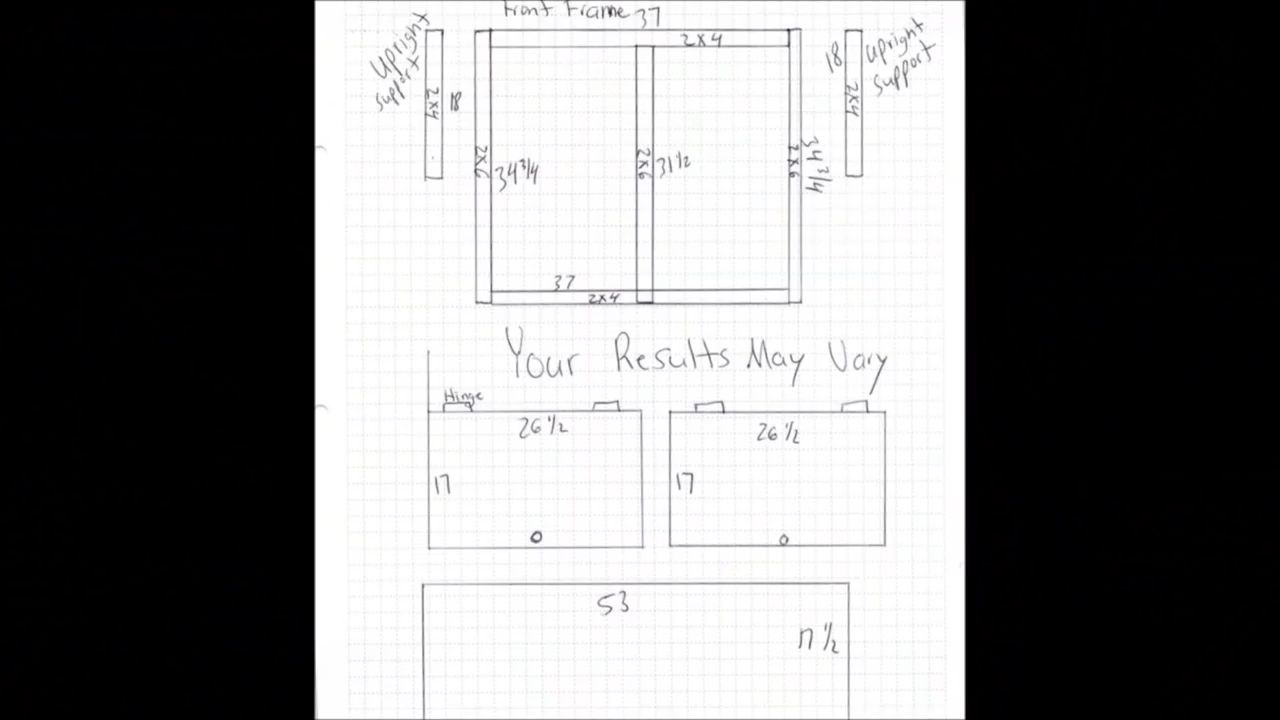 Front Frame 37
2x4
Upright
support
2x4
18
2x6
34 3/4
2x6
31 1/2
2x6
34 3/4
18
2x4
Upright
support
37
2x4
Your Results May Vary
Hinge
26 1/2
17
26 1/2
17
53
17 1/2